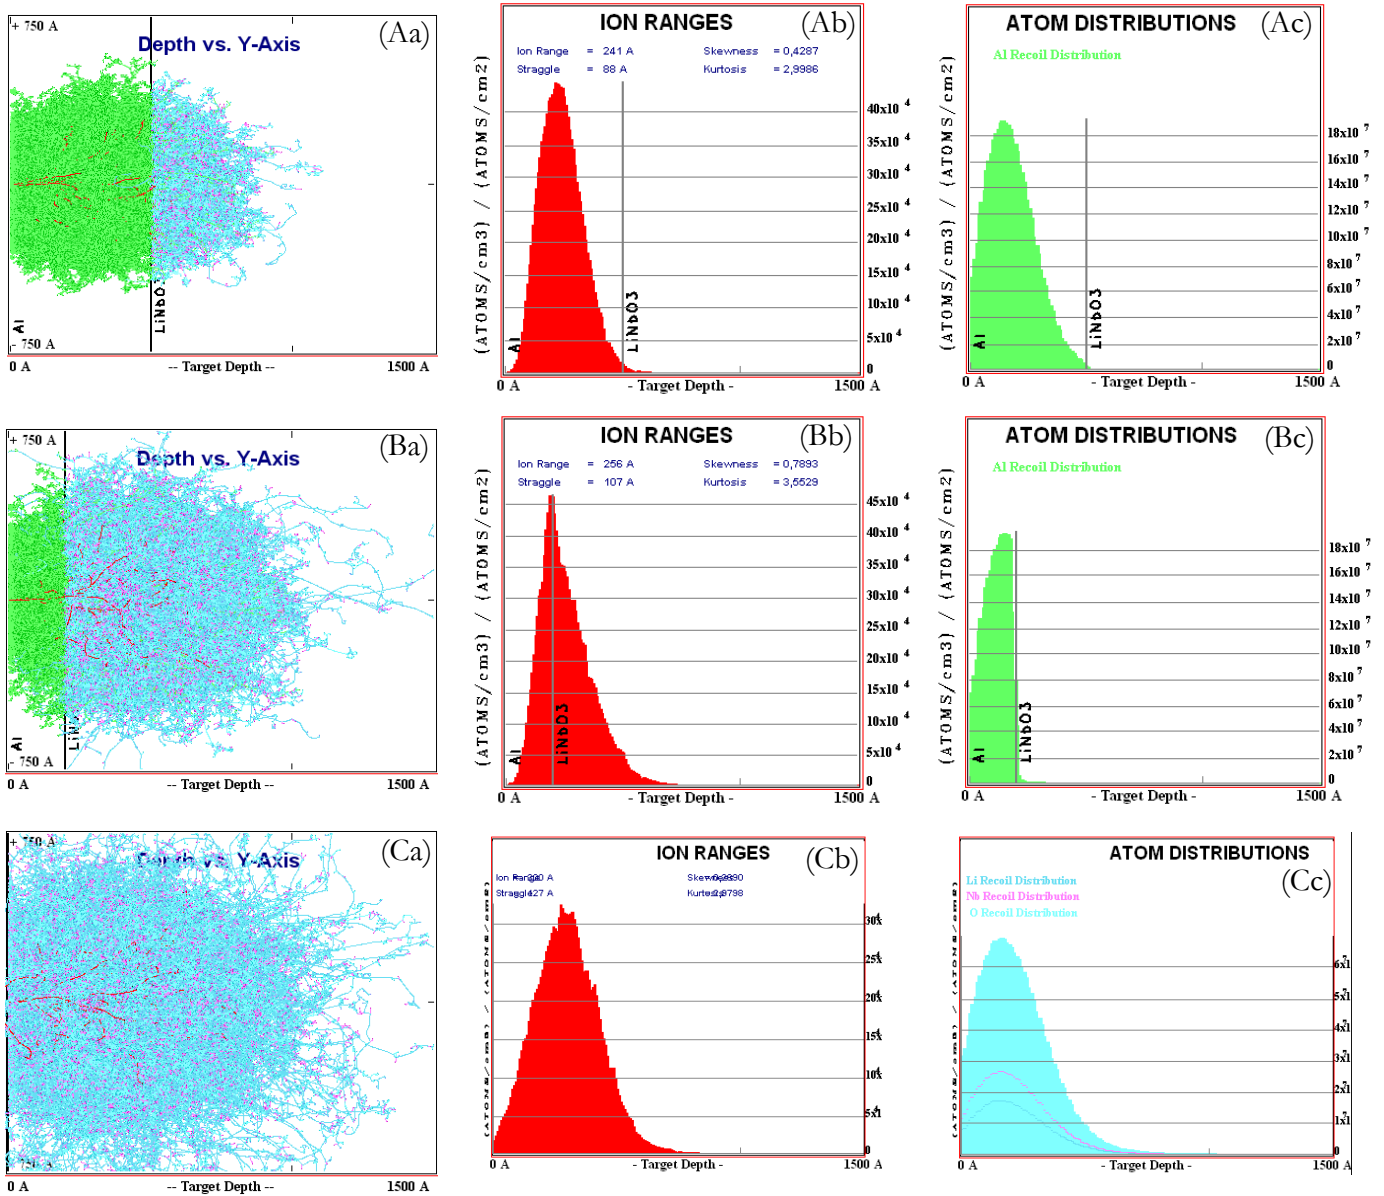 + 750 A
(Aa)
Depth vs. Y-Axis
Al
LiNbO3
- 750 A
0 A
-- Target Depth --
1500 A
(Ab)
ION RANGES
Ion Range = 241 A Skewness = 0,4287
Straggle = 88 A Kurtosis = 2,9986
(ATOMS/cm3) / (ATOMS/cm2)
40x10 4
35x10 4
30x10 4
25x10 4
20x10 4
15x10 4
10x10 4
5x10 4
0
Al
LiNbO3
0 A
- Target Depth -
1500 A
(Ac)
ATOM DISTRIBUTIONS
Al Recoil Distribution
(ATOMS/cm3) / (ATOMS/cm2)
18x10 7
16x10 7
14x10 7
12x10 7
10x10 7
8x10 7
6x10 7
4x10 7
2x10 7
0
Al
LiNbO3
0 A
- Target Depth -
1500 A
+ 750 A
(Ba)
Depth vs. Y-Axis
Al
- 750 A
0 A
-- Target Depth --
1500 A
(Bb)
ION RANGES
Ion Range = 256 A Skewness = 0,7893
Straggle = 107 A Kurtosis = 3,5529
(ATOMS/cm3) / (ATOMS/cm2)
45x10 4
40x10 4
35x10 4
30x10 4
25x10 4
20x10 4
15x10 4
10x10 4
5x10 4
0
Al
LiNbO3
0 A
- Target Depth -
1500 A
(Bc)
ATOM DISTRIBUTIONS
Al Recoil Distribution
(ATOMS/cm3) / (ATOMS/cm2)
18x10 7
16x10 7
14x10 7
12x10 7
10x10 7
8x10 7
6x10 7
4x10 7
2x10 7
0
Al
LiNbO3
0 A
- Target Depth -
1500 A
+ 750 A
(Ca)
Depth vs. Y-Axis
0 A
-- Target Depth --
1500 A
(Cb)
ION RANGES
Ion Range
Straggle
0
0 A
- Target Depth -
1500 A
(Cc)
ATOM DISTRIBUTIONS
Li Recoil Distribution
Nb Recoil Distribution
O Recoil Distribution
0
0 A
- Target Depth -
1500 A